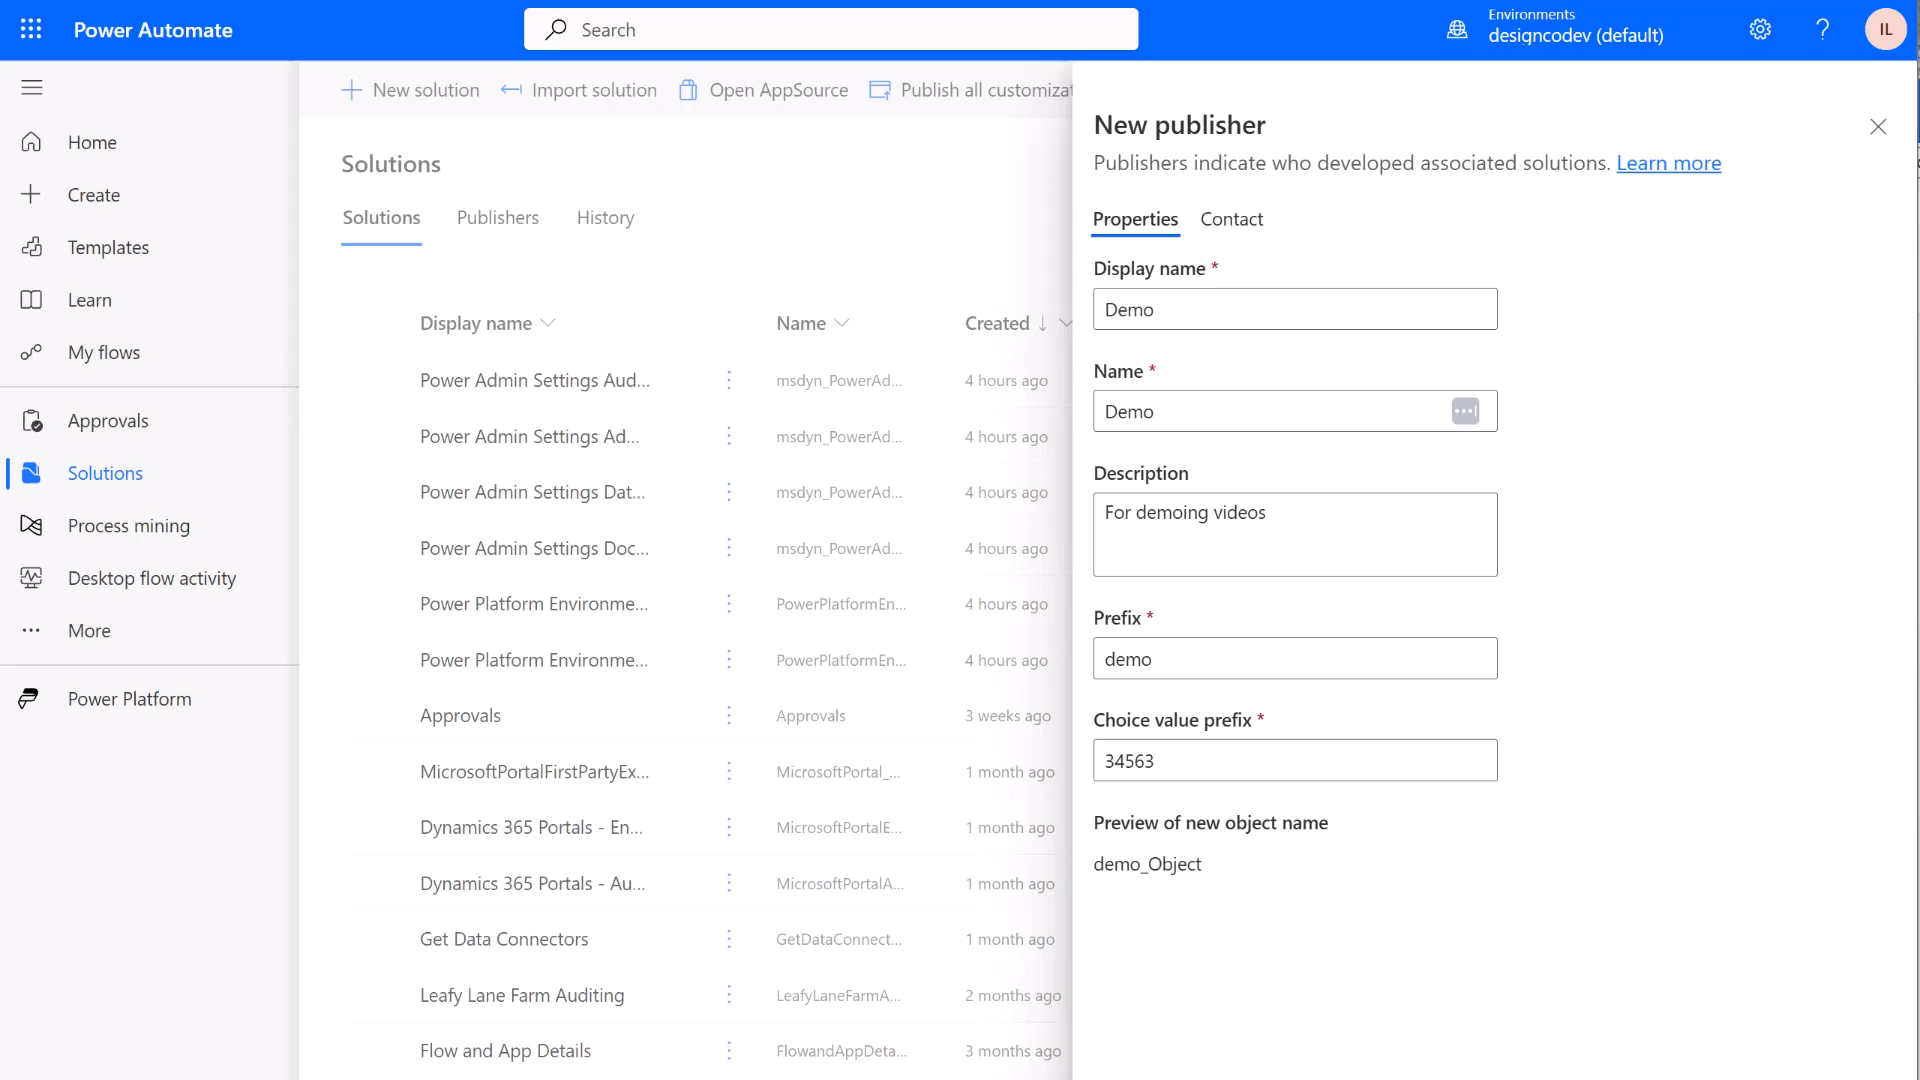 Power Automate
Search
Environments
designcodev (default)
IL
Home
Create
Templates
Learn
My flows
Approvals
Solutions
Process mining
Desktop flow activity
More
Power Platform
New solution
Import solution
Open AppSource
Publish all customizat
Solutions
Solutions Publishers History
Display name Name Created
Power Admin Settings Aud... msdyn_PowerAd... 4 hours ago
Power Admin Settings Ad... msdyn_PowerAd... 4 hours ago
Power Admin Settings Dat... msdyn_PowerAd... 4 hours ago
Power Admin Settings Doc... msdyn_PowerAd... 4 hours ago
Power Platform Environme... PowerPlatformEn... 4 hours ago
Power Platform Environme... PowerPlatformEn... 4 hours ago
Approvals Approvals 3 weeks ago
MicrosoftPortalFirstPartyEx... MicrosoftPortal_... 1 month ago
Dynamics 365 Portals - En... MicrosoftPortalE... 1 month ago
Dynamics 365 Portals - Au... MicrosoftPortalA... 1 month ago
Get Data Connectors GetDataConnect... 1 month ago
Leafy Lane Farm Auditing LeafyLaneFarmA... 2 months ago
Flow and App Details FlowandAppDeta... 3 months ago
New publisher
Publishers indicate who developed associated solutions. Learn more
Properties Contact
Display name *
Demo
Name *
Demo
Description
For demoing videos
Prefix *
demo
Choice value prefix *
34563
Preview of new object name
demo_Object